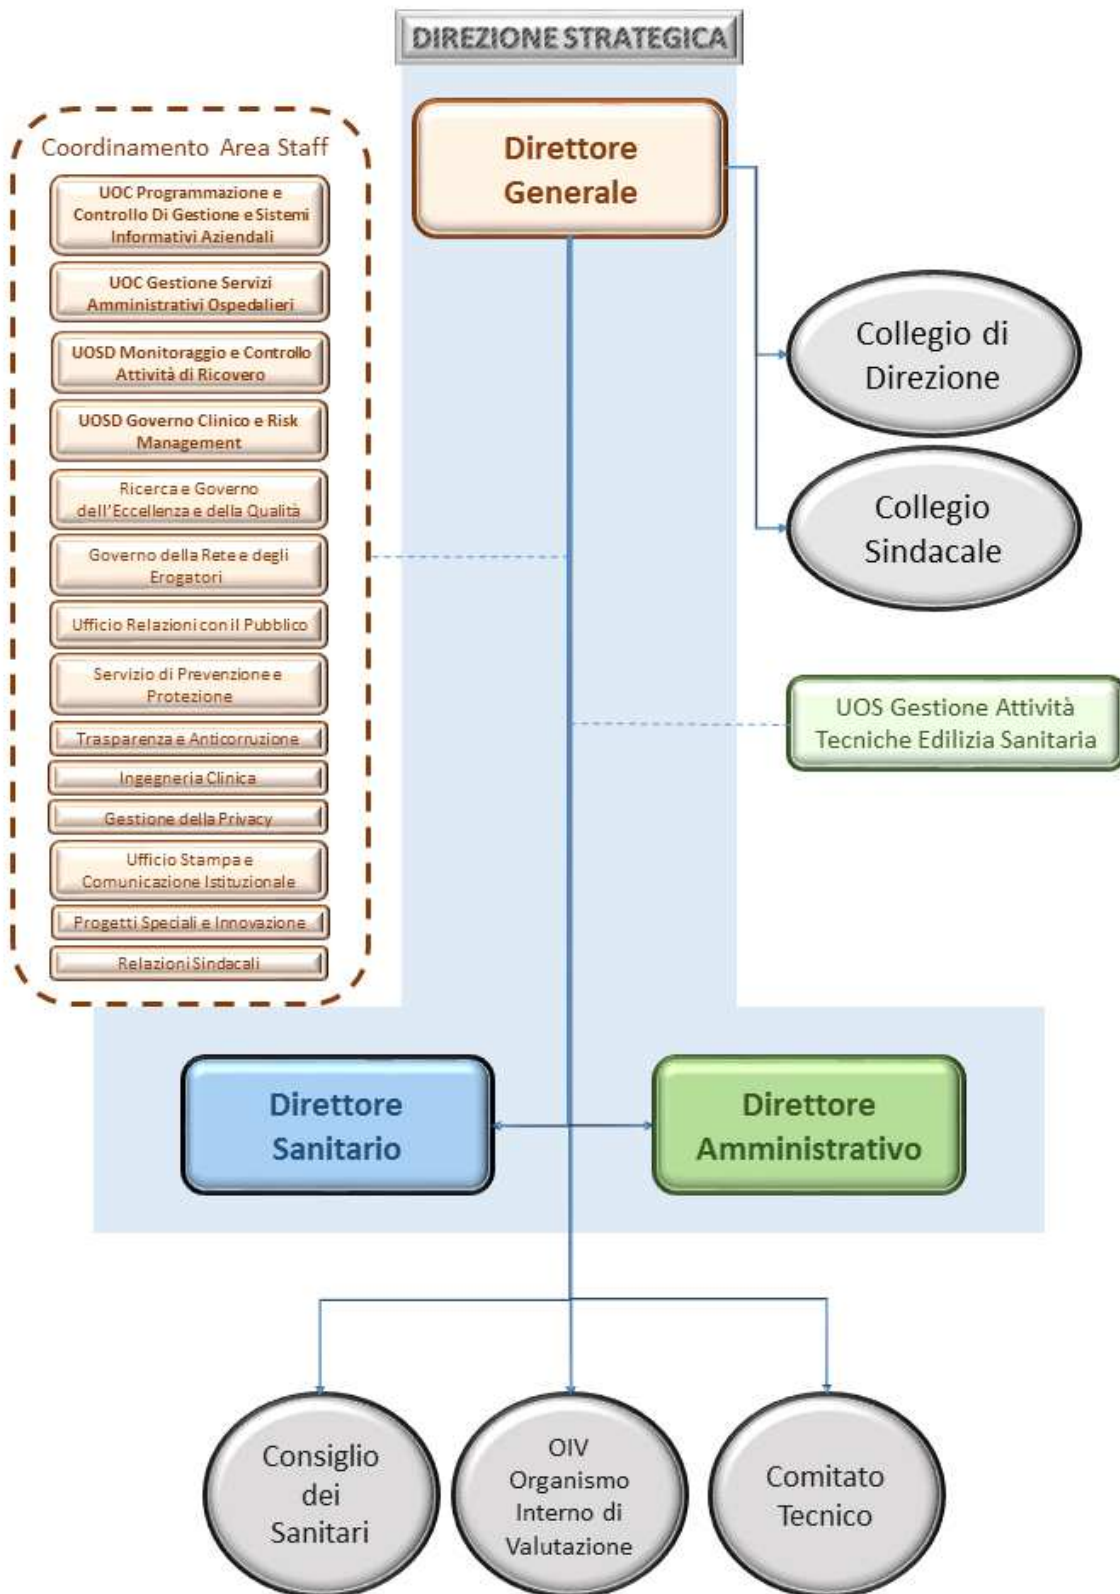 DIREZIONE STRATEGICA
Direttore
Generale
Coordinamento Area Staff
UOC Programmazione e
Controllo Di Gestione e Sistemi
Informativi Aziendali
UOC Gestione Servizi
Amministrativi Ospedalieri
UOSD Monitoraggio e Controllo
Attività di Ricovero
UOSD Governo Clinico e Risk
Management
Ricerca e Governo
dell'Eccellenza e della Qualità
Governo della Rete e degli
Erogatori
Ufficio Relazioni con il Pubblico
Servizio di Prevenzione e
Protezione
Trasparenza e Anticorruzione
Ingegneria Clinica
Gestione della Privacy
Ufficio Stampa e
Comunicazione Istituzionale
Progetti Speciali e Innovazione
Relazioni Sindacali
Collegio di
Direzione
Collegio
Sindacale
UOS Gestione Attività
Tecniche Edilizia Sanitaria
Direttore
Sanitario
Direttore
Amministrativo
Consiglio
dei
Sanitari
OIV
Organismo
Interno di
Valutazione
Comitato
Tecnico